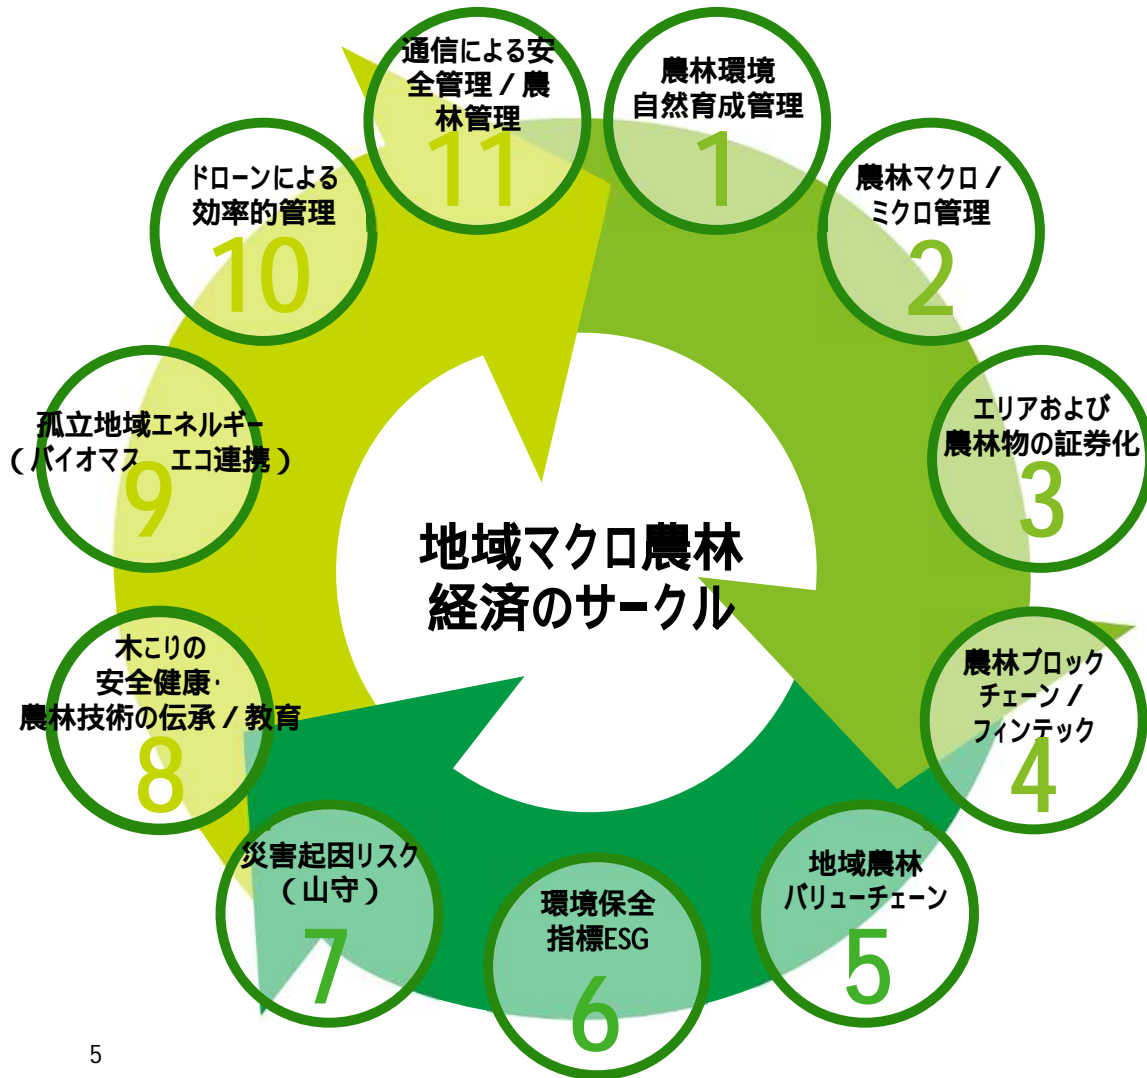 地域マクロ農林
経済のサークル
農林環境
自然育成管理
1
農林マクロ / 
ミクロ管理
2
エリアおよび
農林物の証券化
3
農林ブロック
チェーン /
フィンテック
4
地域農林
バリューチェーン
5
環境保全
指標ESG
6
災害起因リスク
（山守）
7
木こりの
安全健康・
農林技術の伝承 / 教育
8
孤立地域エネルギー
（バイオマス　エコ連携）
9
ドローンによる
効率的管理
10
通信による安
全管理 / 農
林管理
11
5